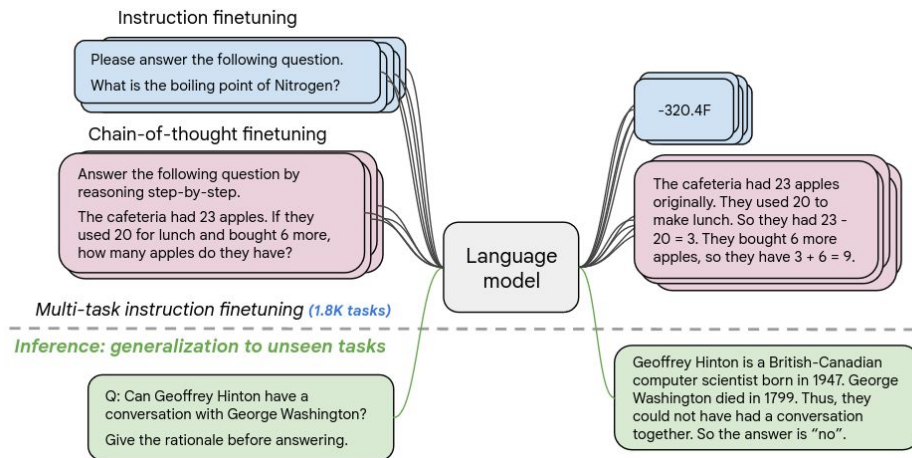 Instruction finetuning
Please answer the following question.
What is the boiling point of Nitrogen?
-320.4F
Chain-of-thought finetuning
Answer the following question by
reasoning step-by-step.
The cafeteria had 23 apples. If they
used 20 for lunch and bought 6 more,
how many apples do they have?
The cafeteria had 23 apples
originally. They used 20 to
make lunch. So they had 23 -
20 = 3. They bought 6 more
apples, so they have 3 + 6 = 9.
Language
model
Multi-task instruction finetuning (1.8K tasks)
Inference: generalization to unseen tasks
Q: Can Geoffrey Hinton have a
conversation with George Washington?
Give the rationale before answering.
Geoffrey Hinton is a British-Canadian
computer scientist born in 1947. George
Washington died in 1799. Thus, they
could not have had a conversation
together. So the answer is “no”.